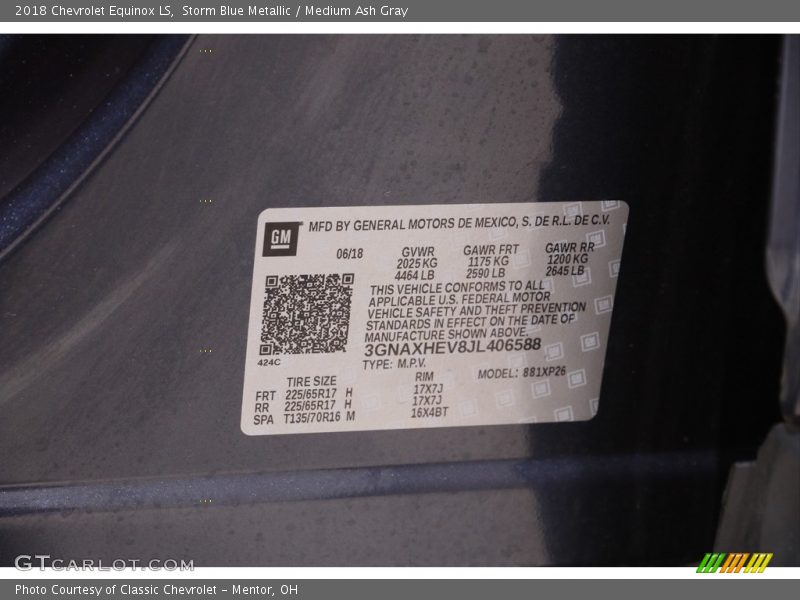 2018 Chevrolet Equinox LS,  Storm Blue Metallic / Medium Ash Gray
GM
MFD BY GENERAL MOTORS DE MEXICO, S. DE R.L. DE C.V.
06/18 GVWR GAWR FRT GAWR RR
2025 KG 1175 KG 1200 KG
4464 LB 2590 LB 2645 LB
THIS VEHICLE CONFORMS TO ALL
APPLICABLE U.S. FEDERAL MOTOR
VEHICLE SAFETY AND THEFT PREVENTION
STANDARDS IN EFFECT ON THE DATE OF
MANUFACTURE SHOWN ABOVE.
3GNAXHEV8JL406588
424C
TYPE: M.P.V. MODEL: 881XP26
TIRE SIZE RIM
FRT 225/65R17 H 17X7J
RR 225/65R17 H 17X7J
SPA T135/70R16 M 16X4BT
GTCARLOT.COM
Photo Courtesy of Classic Chevrolet - Mentor, OH